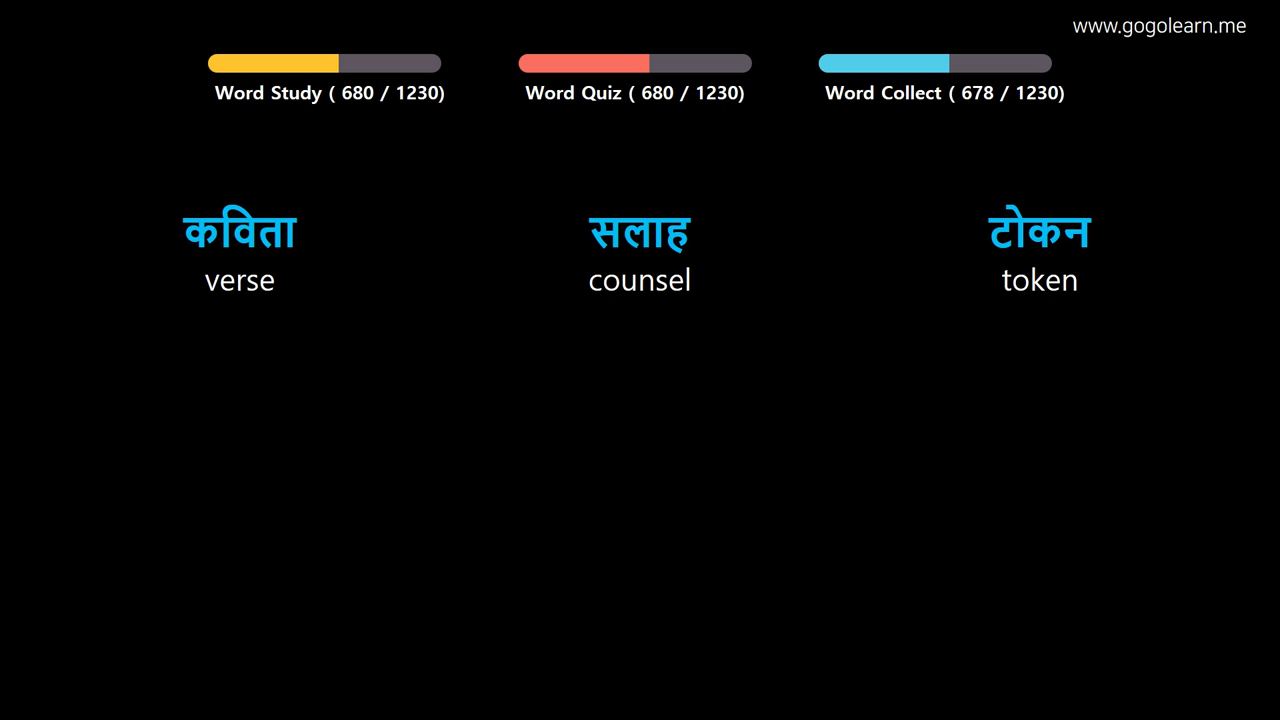 www.gogolearn.me
Word Study ( 680 / 1230)
Word Quiz ( 680 / 1230)
Word Collect ( 678 / 1230)
कविता
verse
सलाह
counsel
टोकन
token